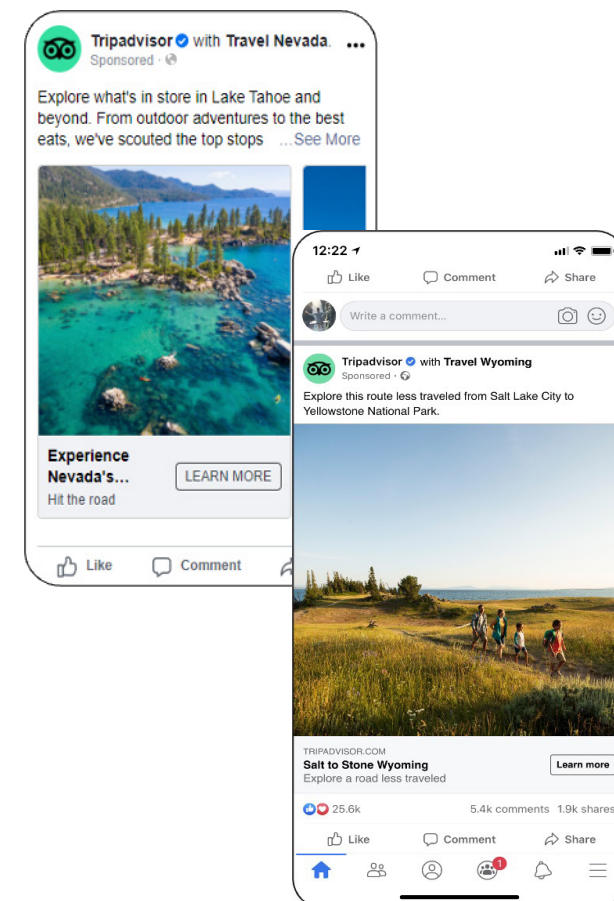 Tripadvisor with Travel Nevada.
Sponsored ·
Explore what's in store in Lake Tahoe and
beyond. From outdoor adventures to the best
eats, we've scouted the top stops ...See More
Experience
Nevada's...
Hit the road
LEARN MORE
Like Comment
12:22
Like Comment Share
Write a comment...
Tripadvisor with Travel Wyoming
Sponsored ·
Explore this route less traveled from Salt Lake City to
Yellowstone National Park.
TRIPADVISOR.COM
Salt to Stone Wyoming
Explore a road less traveled
Learn more
25.6k 5.4k comments 1.9k shares
Like Comment Share
1